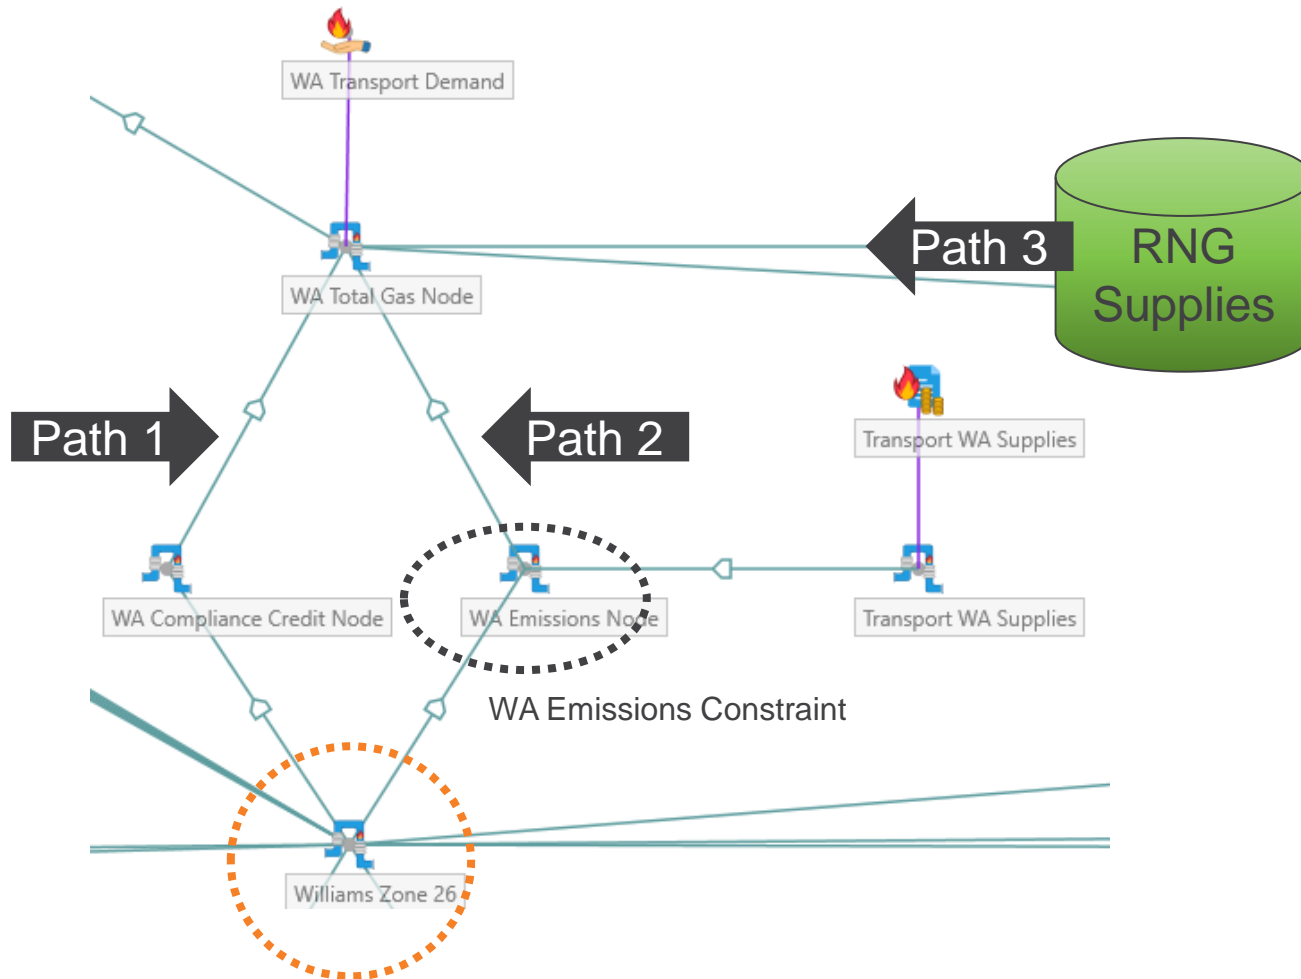 WA Transport Demand
Path 3
RNG
Supplies
WA Total Gas Node
Path 1
Path 2
Transport WA Supplies
WA Compliance Credit Node
WA Emissions Node
Transport WA Supplies
WA Emissions Constraint
Williams Zone 26